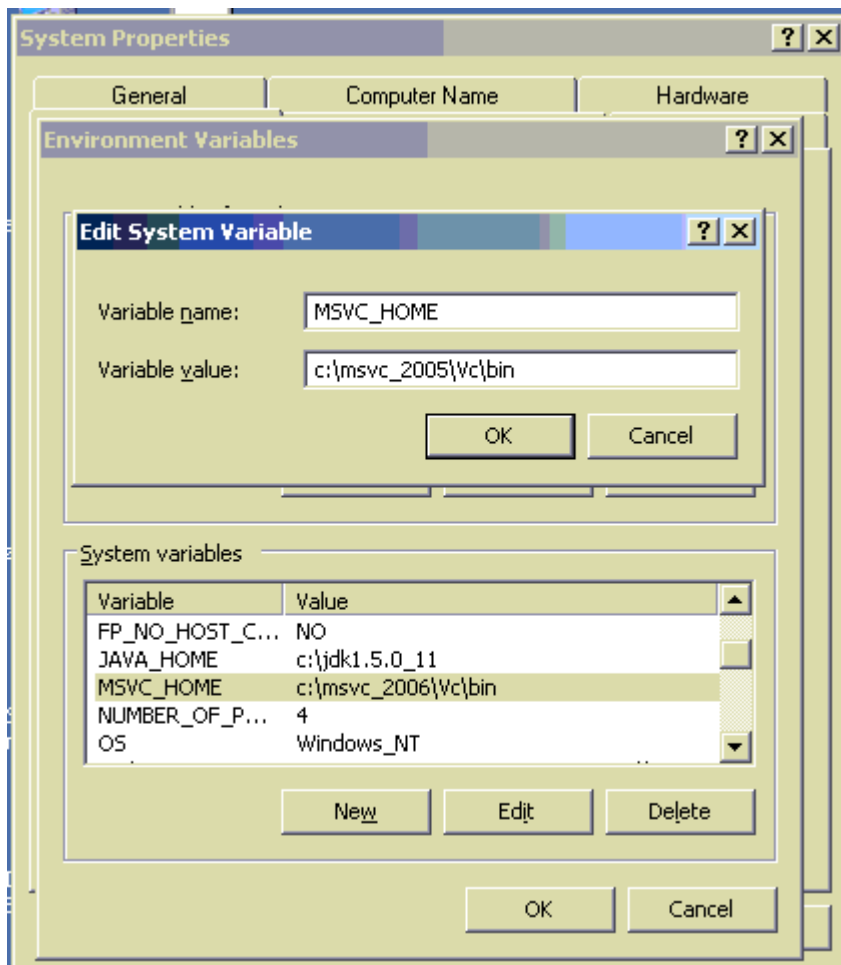 System Properties
General Computer Name Hardware
Environment Variables
Edit System Variable
Variable name: MSVC_HOME
Variable value: c:\msvc_2005\Vc\bin
OK Cancel
System variables
Variable Value
FP_NO_HOST_C... NO
JAVA_HOME c:\jdk1.5.0_11
MSVC_HOME c:\msvc_2006\Vc\bin
NUMBER_OF_P... 4
OS Windows_NT
New Edit Delete
OK Cancel